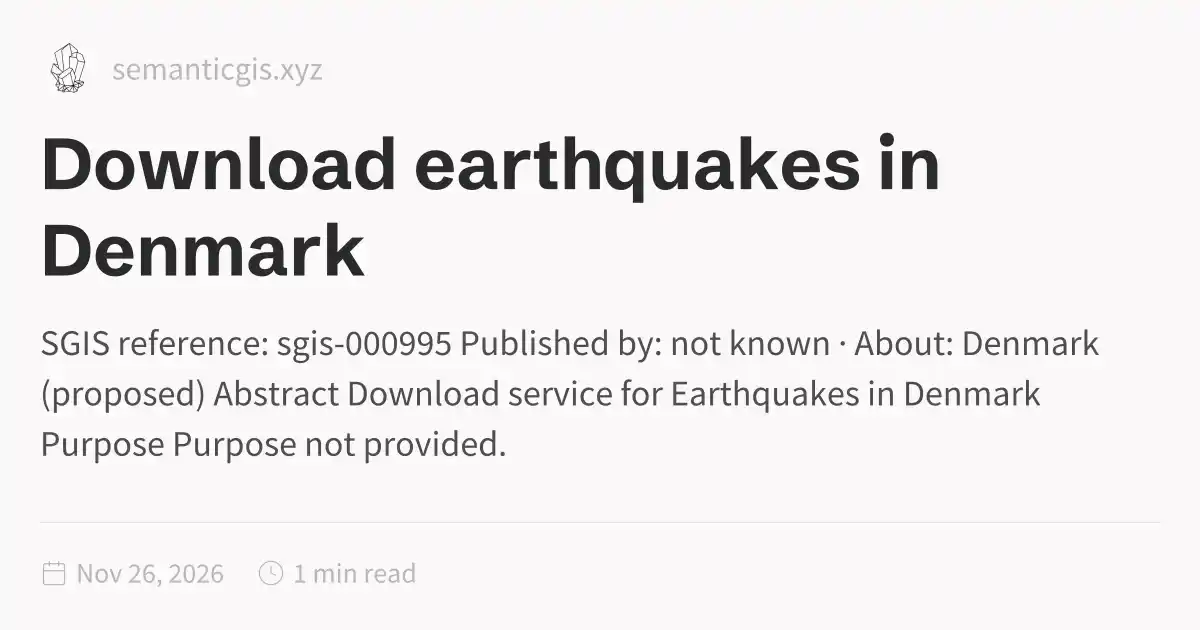 semanticgis.xyz
Download earthquakes in
Denmark
SGIS reference: sgis-000995 Published by: not known · About: Denmark
(proposed) Abstract Download service for Earthquakes in Denmark
Purpose Purpose not provided.
Nov 26, 2026 1 min read